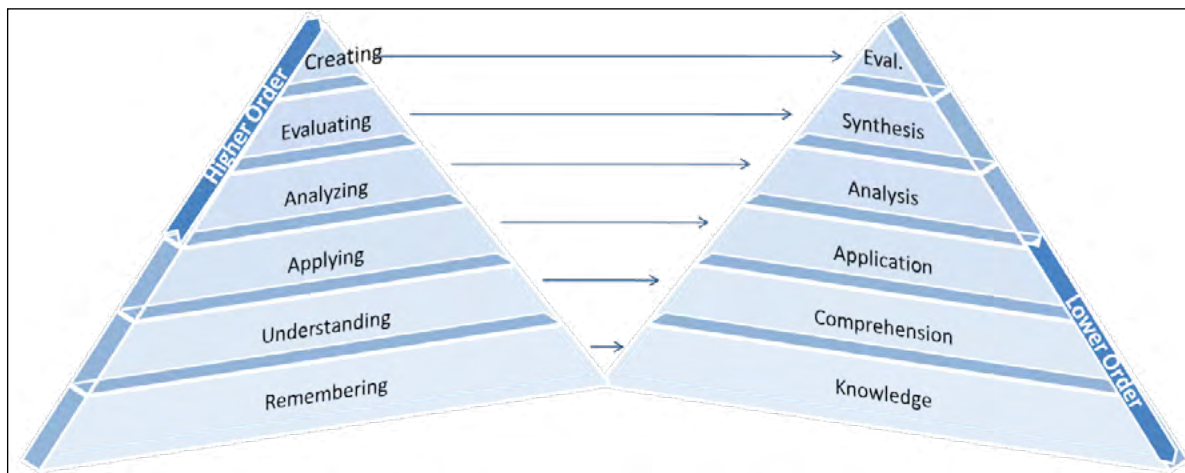 Higher Order
Creating
Evaluating
Analyzing
Applying
Understanding
Remembering
Eval.
Synthesis
Analysis
Application
Comprehension
Knowledge
Lower Order